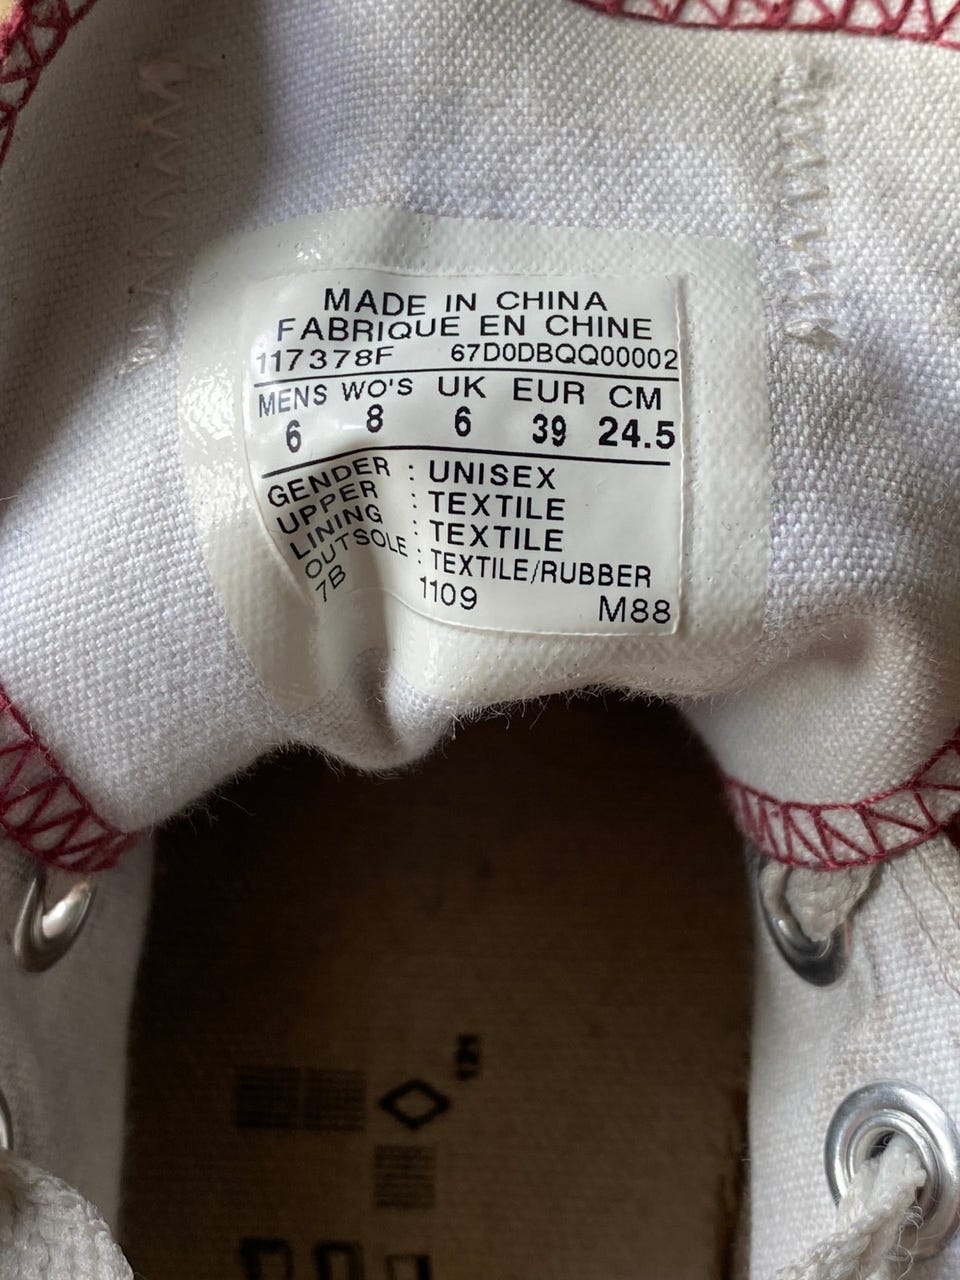 MADE IN CHINA
FABRIQUE EN CHINE
117378F 67D0DBQQ00002
MENS WO'S UK EUR CM
6 8 6 39 24.5
GENDER : UNISEX
UPPER : TEXTILE
LINING : TEXTILE
OUTSOLE : TEXTILE/RUBBER
7B 1109 M88